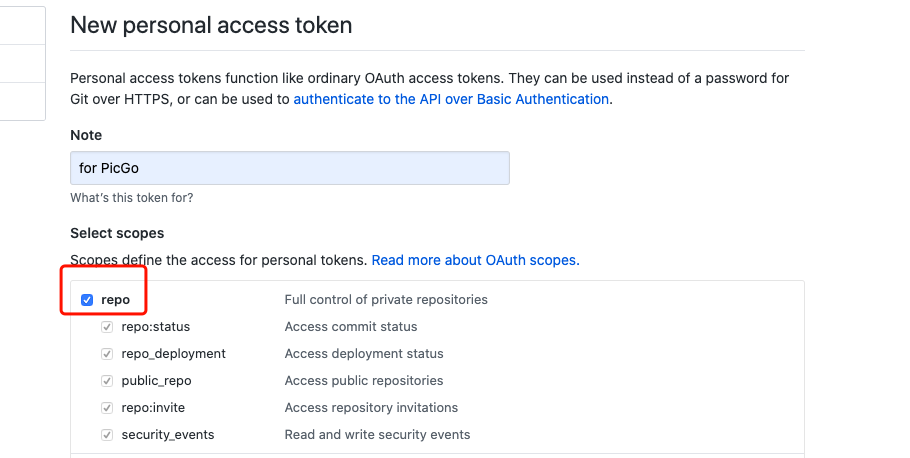 New personal access token
Personal access tokens function like ordinary OAuth access tokens. They can be used instead of a password for
Git over HTTPS, or can be used to authenticate to the API over Basic Authentication.
Note
for PicGo
What's this token for?
Select scopes
Scopes define the access for personal tokens. Read more about OAuth scopes.
repo Full control of private repositories
repo:status Access commit status
repo_deployment Access deployment status
public_repo Access public repositories
repo:invite Access repository invitations
security_events Read and write security events